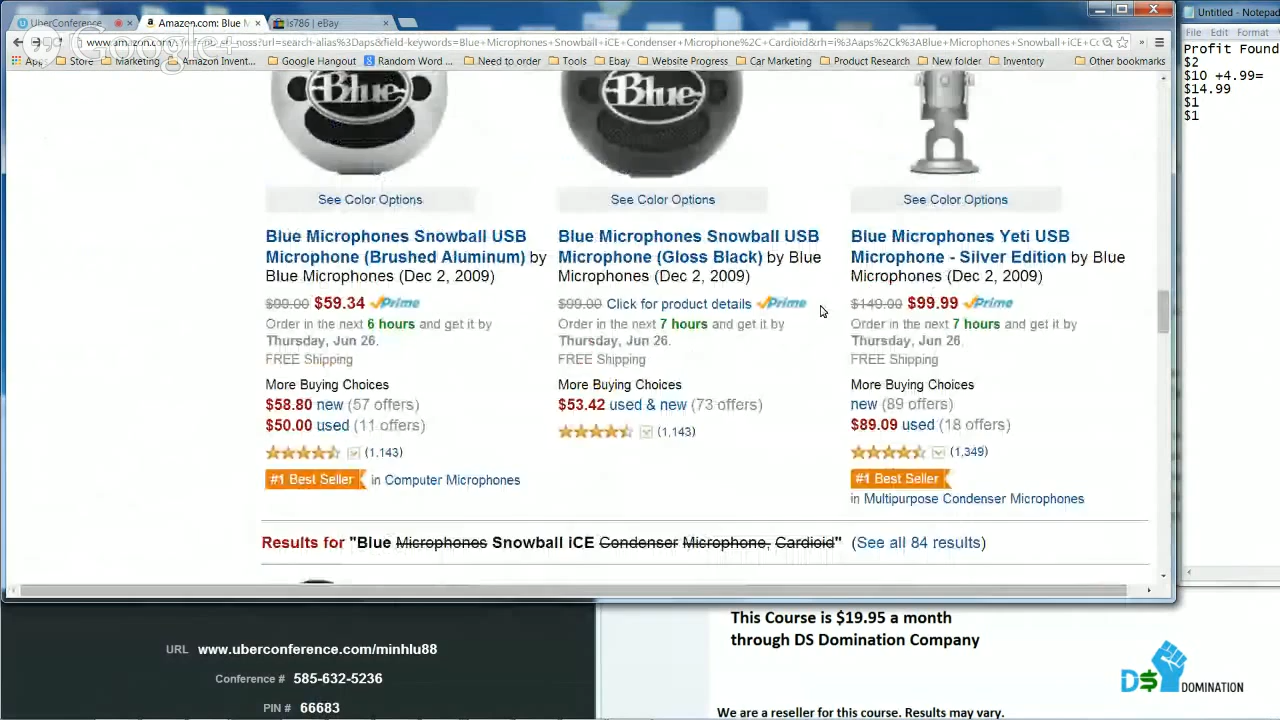 UberConference
Amazon.com: Blue M
ls786 | eBay
Untitled - Notepad
File Edit Format
Profit Found
$2
$10 +4.99=
$14.99
$1
$1
Google+
Store
Marketing
Amazon Invent...
Google Hangout
Random Word ...
Need to order
Tools
Ebay
Website Progress
Car Marketing
Product Research
New folder
Inventory
Other bookmarks
Blue
Blue
See Color Options
See Color Options
See Color Options
Blue Microphones Snowball USB
Microphone (Brushed Aluminum) by
Blue Microphones (Dec 2, 2009)
$99.00 $59.34 Prime
Order in the next 6 hours and get it by
Thursday, Jun 26.
FREE Shipping
More Buying Choices
$58.80 new (57 offers)
$50.00 used (11 offers)
(1,143)
#1 Best Seller in Computer Microphones
Blue Microphones Snowball USB
Microphone (Gloss Black) by Blue
Microphones (Dec 2, 2009)
$99.00 Click for product details Prime
Order in the next 7 hours and get it by
Thursday, Jun 26.
FREE Shipping
More Buying Choices
$53.42 used & new (73 offers)
(1,143)
Blue Microphones Yeti USB
Microphone - Silver Edition by Blue
Microphones (Dec 2, 2009)
$149.00 $99.99 Prime
Order in the next 7 hours and get it by
Thursday, Jun 26.
FREE Shipping
More Buying Choices
new (89 offers)
$89.09 used (18 offers)
(1,349)
#1 Best Seller
in Multipurpose Condenser Microphones
Results for "Blue Microphones Snowball iCE Condenser Microphone, Cardioid" (See all 84 results)
URL www.uberconference.com/minhlu88
Conference # 585-632-5236
PIN # 66683
This Course is $19.95 a month
through DS Domination Company
DS DOMINATION
We are a reseller for this course. Results may vary.